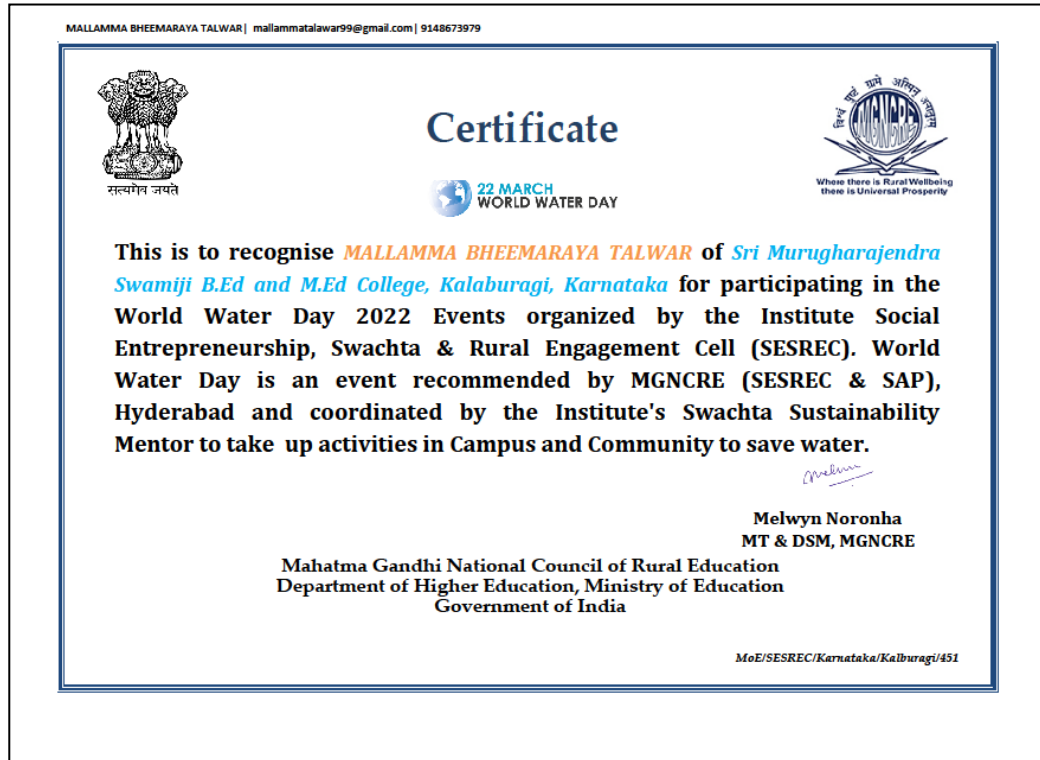 MALLAMMA BHEEMARAYA TALWAR| mallammatalawar99@gmail.com| 9148673979
सत्यमेव जयते
Certificate
22 MARCH
WORLD WATER DAY
विश्वं पुष्टं ग्रामे अस्मिन् अनातुरम्
MGNCRE
Where there is Rural Wellbeing
there is Universal Prosperity
This is to recognise MALLAMMA BHEEMARAYA TALWAR of Sri Murugharajendra
Swamiji B.Ed and M.Ed College, Kalaburagi, Karnataka for participating in the
World Water Day 2022 Events organized by the Institute Social
Entrepreneurship, Swachta & Rural Engagement Cell (SESREC). World
Water Day is an event recommended by MGNCRE (SESREC & SAP),
Hyderabad and coordinated by the Institute's Swachta Sustainability
Mentor to take up activities in Campus and Community to save water.
Melwyn Noronha
MT & DSM, MGNCRE
Mahatma Gandhi National Council of Rural Education
Department of Higher Education, Ministry of Education
Government of India
MoE/SESREC/Karnataka/Kalburagi/451